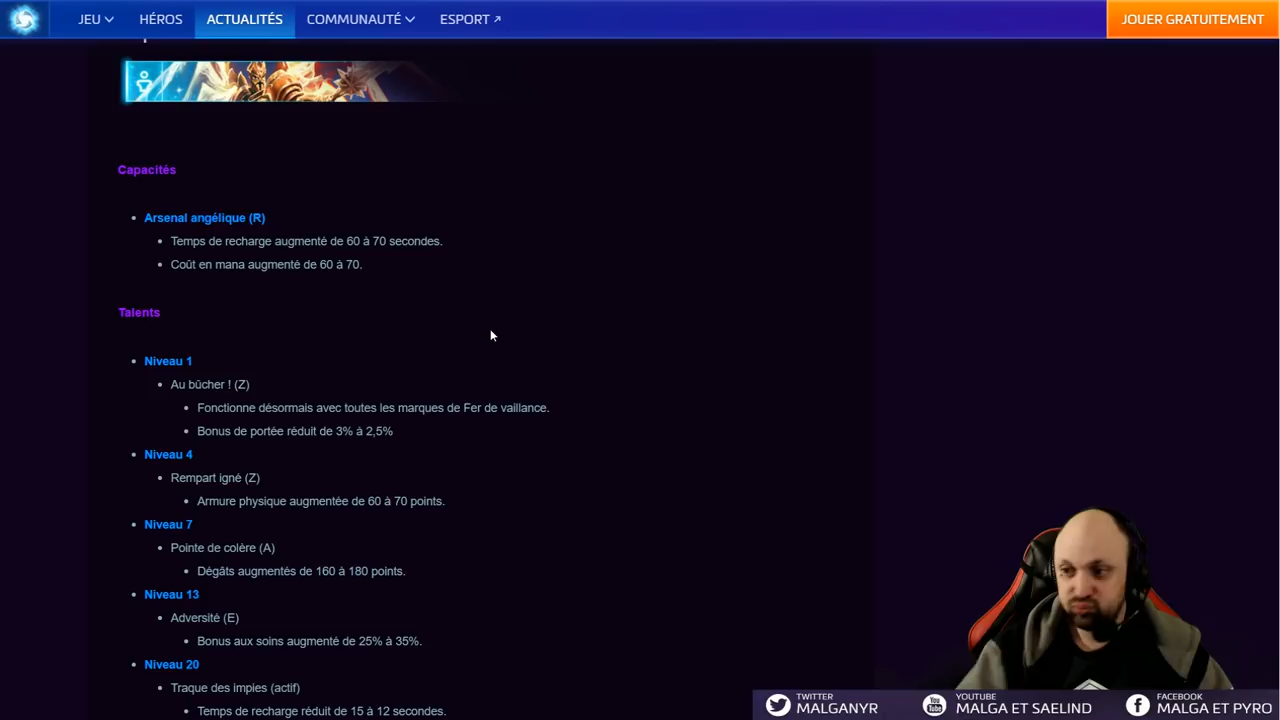 JEU
HÉROS
ACTUALITÉS
COMMUNAUTÉ
ESPORT
JOUER GRATUITEMENT
Capacités
Arsenal angélique (R)
Temps de recharge augmenté de 60 à 70 secondes.
Coût en mana augmenté de 60 à 70.
Talents
Niveau 1
Au bûcher ! (Z)
Fonctionne désormais avec toutes les marques de Fer de vaillance.
Bonus de portée réduit de 3% à 2,5%
Niveau 4
Rempart igné (Z)
Armure physique augmentée de 60 à 70 points.
Niveau 7
Pointe de colère (A)
Dégâts augmentés de 160 à 180 points.
Niveau 13
Adversité (E)
Bonus aux soins augmenté de 25% à 35%.
Niveau 20
Traque des impies (actif)
Temps de recharge réduit de 15 à 12 secondes.
TWITTER
MALGANYR
YOUTUBE
MALGA ET SAELIND
FACEBOOK
MALGA ET PYRO